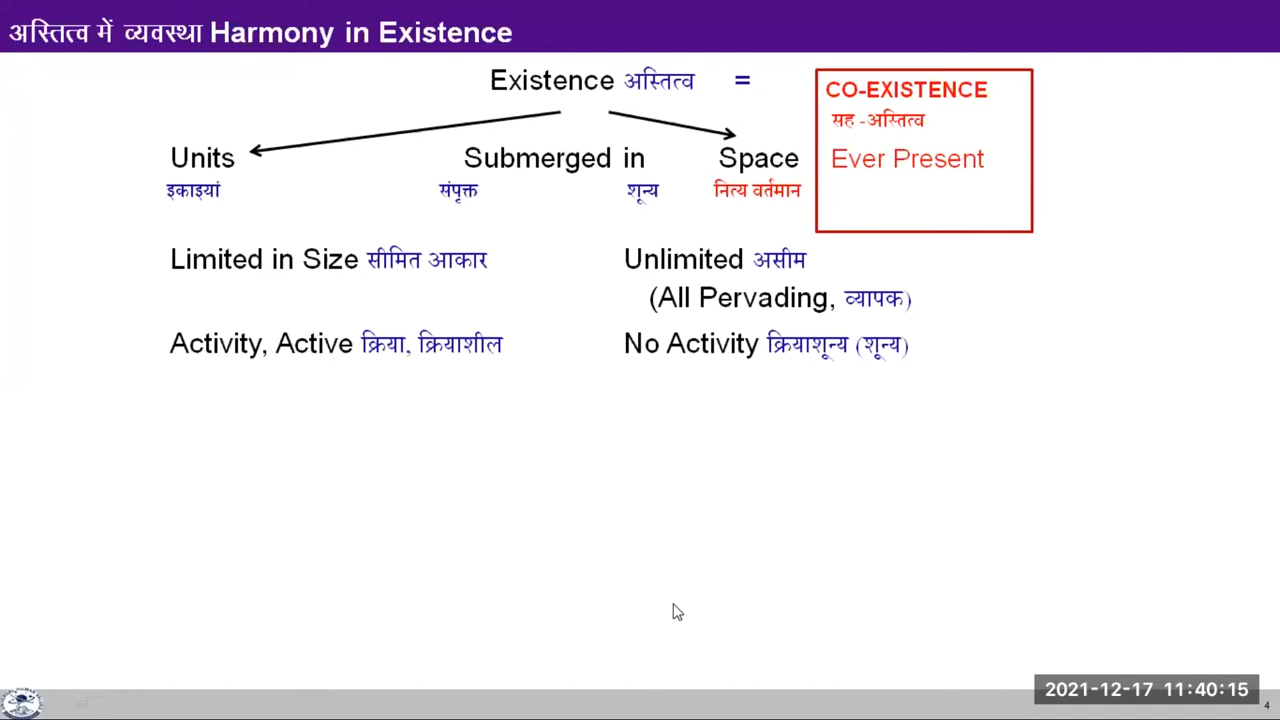 अस्तित्व में व्यवस्था Harmony in Existence
Existence अस्तित्व =
CO-EXISTENCE
सह -अस्तित्व
Units Submerged in Space Ever Present
इकाइयां संपृक्त शून्य नित्य वर्तमान
Limited in Size सीमित आकार Unlimited असीम
(All Pervading, व्यापक)
Activity, Active क्रिया, क्रियाशील No Activity क्रियाशून्य (शून्य)
2021-12-17 11:40:15
4